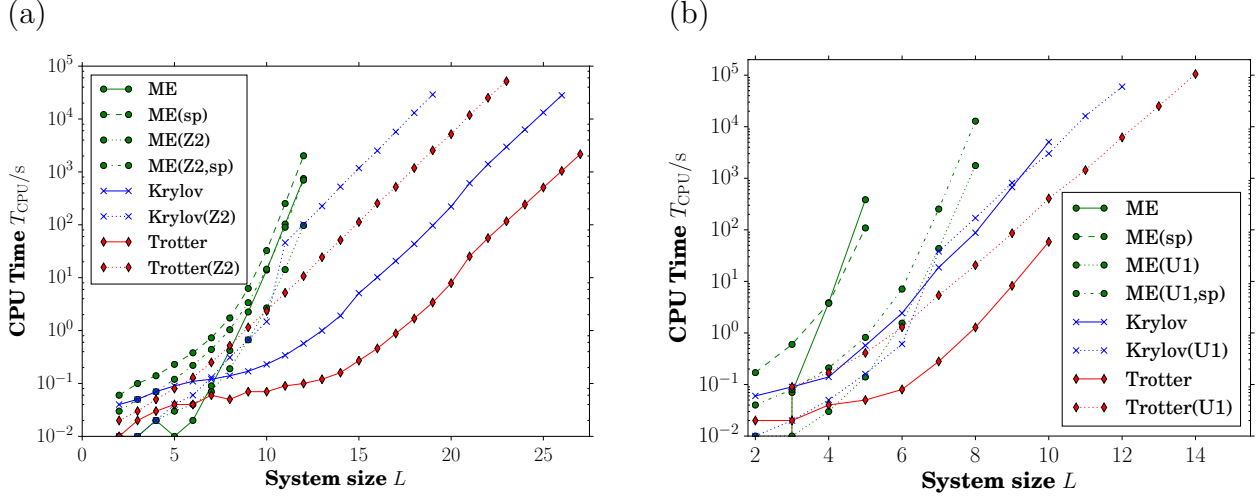 (a)
CPU Time T_CPU/s
10^5
10^4
10^3
10^2
10^1
10^0
10^−1
10^−2
ME
ME(sp)
ME(Z2)
ME(Z2,sp)
Krylov
Krylov(Z2)
Trotter
Trotter(Z2)
0 5 10 15 20 25
System size L
(b)
CPU Time T_CPU/s
10^5
10^4
10^3
10^2
10^1
10^0
10^−1
10^−2
ME
ME(sp)
ME(U1)
ME(U1,sp)
Krylov
Krylov(U1)
Trotter
Trotter(U1)
2 4 6 8 10 12 14
System size L